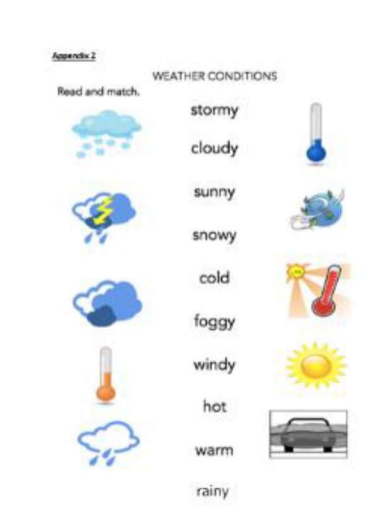 Appendix 2
WEATHER CONDITIONS
Read and match.
stormy
cloudy
sunny
snowy
cold
foggy
windy
hot
warm
rainy